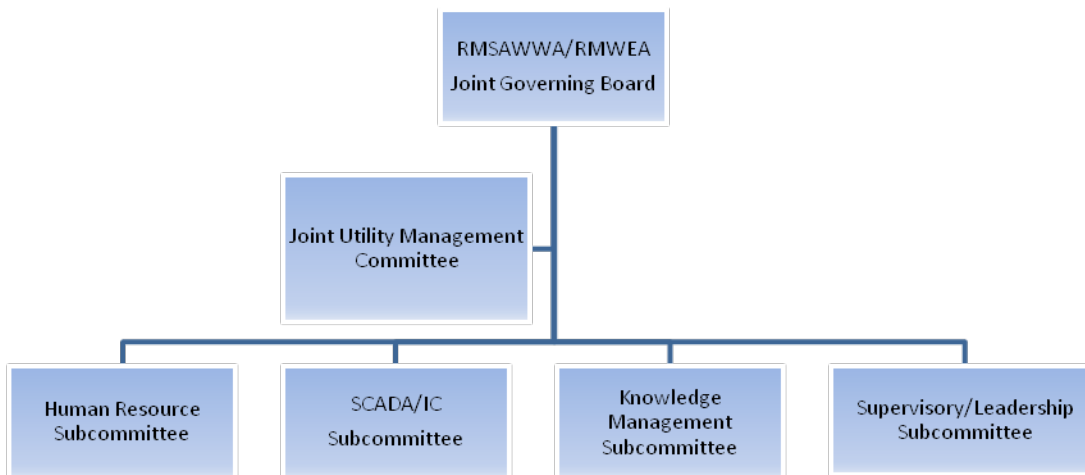 RMSAWWA/RMWEA
Joint Governing Board
Joint Utility Management
Committee
Human Resource
Subcommittee
SCADA/IC
Subcommittee
Knowledge
Management
Subcommittee
Supervisory/Leadership
Subcommittee